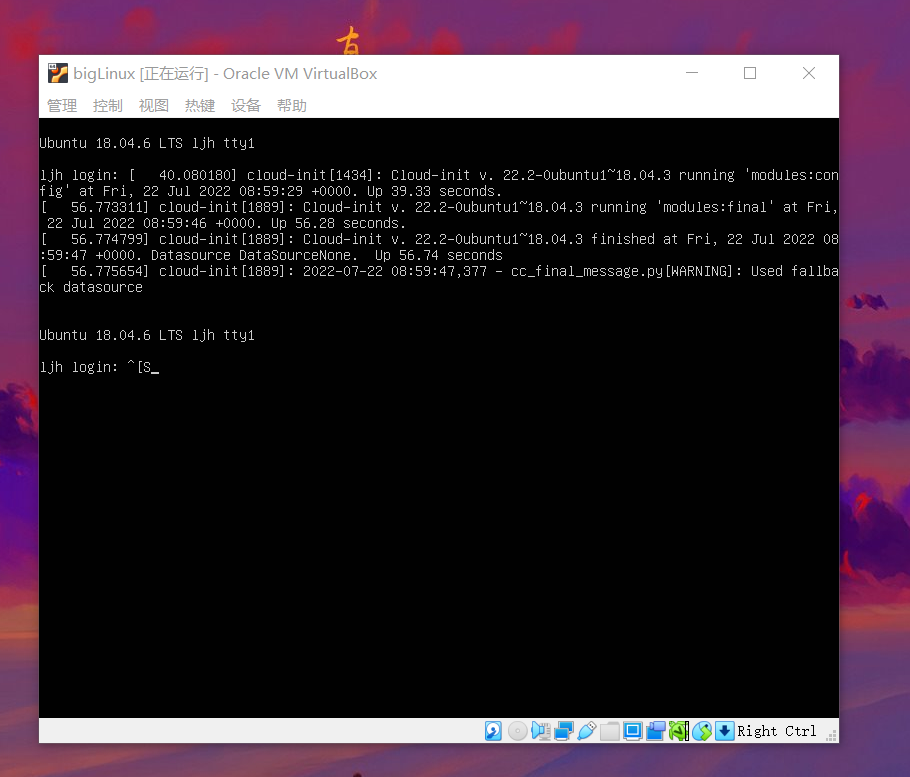 古
bigLinux [正在运行] - Oracle VM VirtualBox
管理 控制 视图 热键 设备 帮助
Ubuntu 18.04.6 LTS ljh tty1
ljh login: [   40.080180] cloud-init[1434]: Cloud-init v. 22.2-0ubuntu1~18.04.3 running 'modules:con
fig' at Fri, 22 Jul 2022 08:59:29 +0000. Up 39.33 seconds.
[   56.773311] cloud-init[1889]: Cloud-init v. 22.2-0ubuntu1~18.04.3 running 'modules:final' at Fri,
 22 Jul 2022 08:59:46 +0000. Up 56.28 seconds.
[   56.774799] cloud-init[1889]: Cloud-init v. 22.2-0ubuntu1~18.04.3 finished at Fri, 22 Jul 2022 08
:59:47 +0000. Datasource DataSourceNone.  Up 56.74 seconds
[   56.775654] cloud-init[1889]: 2022-07-22 08:59:47,377 - cc_final_message.py[WARNING]: Used fallba
ck datasource
Ubuntu 18.04.6 LTS ljh tty1
ljh login: ^[S_
Right Ctrl